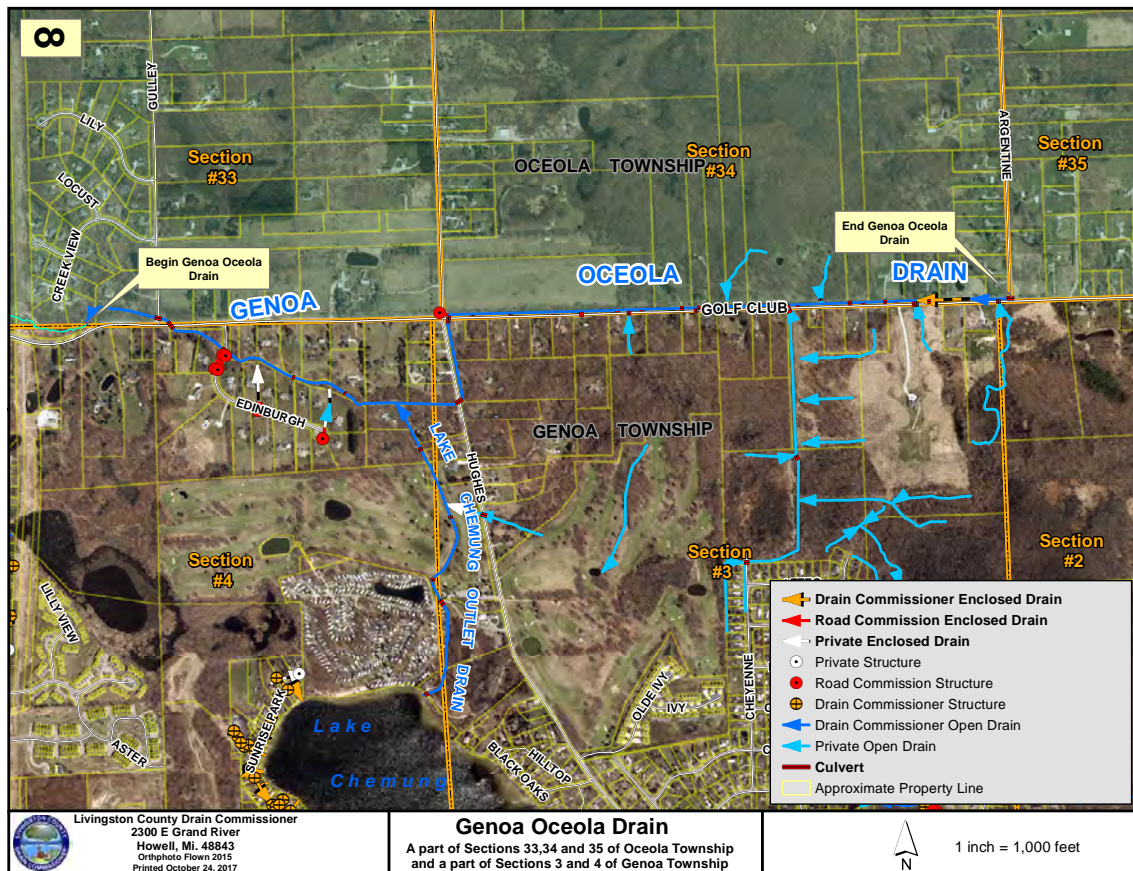 8
GULLEY
LILY
LOCUST
CREEK VIEW
Section
#33
OCEOLA TOWNSHIP
Section
#34
ARGENTINE
Section
#35
Begin Genoa Oceola
Drain
End Genoa Oceola
Drain
GENOA
OCEOLA
DRAIN
GOLF CLUB
EDINBURGH
LAKE CHEMUNG OUTLET DRAIN
HUGHES
GENOA TOWNSHIP
Section
#4
Section
#3
Section
#2
LILLY VIEW
ASTER
SUNRISE PARK
Lake
Chemung
BLACK OAKS
HILLTOP
OLDE IVY
IVY
CHEYENNE
Drain Commissioner Enclosed Drain
Road Commission Enclosed Drain
Private Enclosed Drain
Private Structure
Road Commission Structure
Drain Commissioner Structure
Drain Commissioner Open Drain
Private Open Drain
Culvert
Approximate Property Line
Livingston County Drain Commissioner
2300 E Grand River
Howell, Mi. 48843
Orthphoto Flown 2015
Printed October 24, 2017
Genoa Oceola Drain
A part of Sections 33,34 and 35 of Oceola Township
and a part of Sections 3 and 4 of Genoa Township
N
1 inch = 1,000 feet